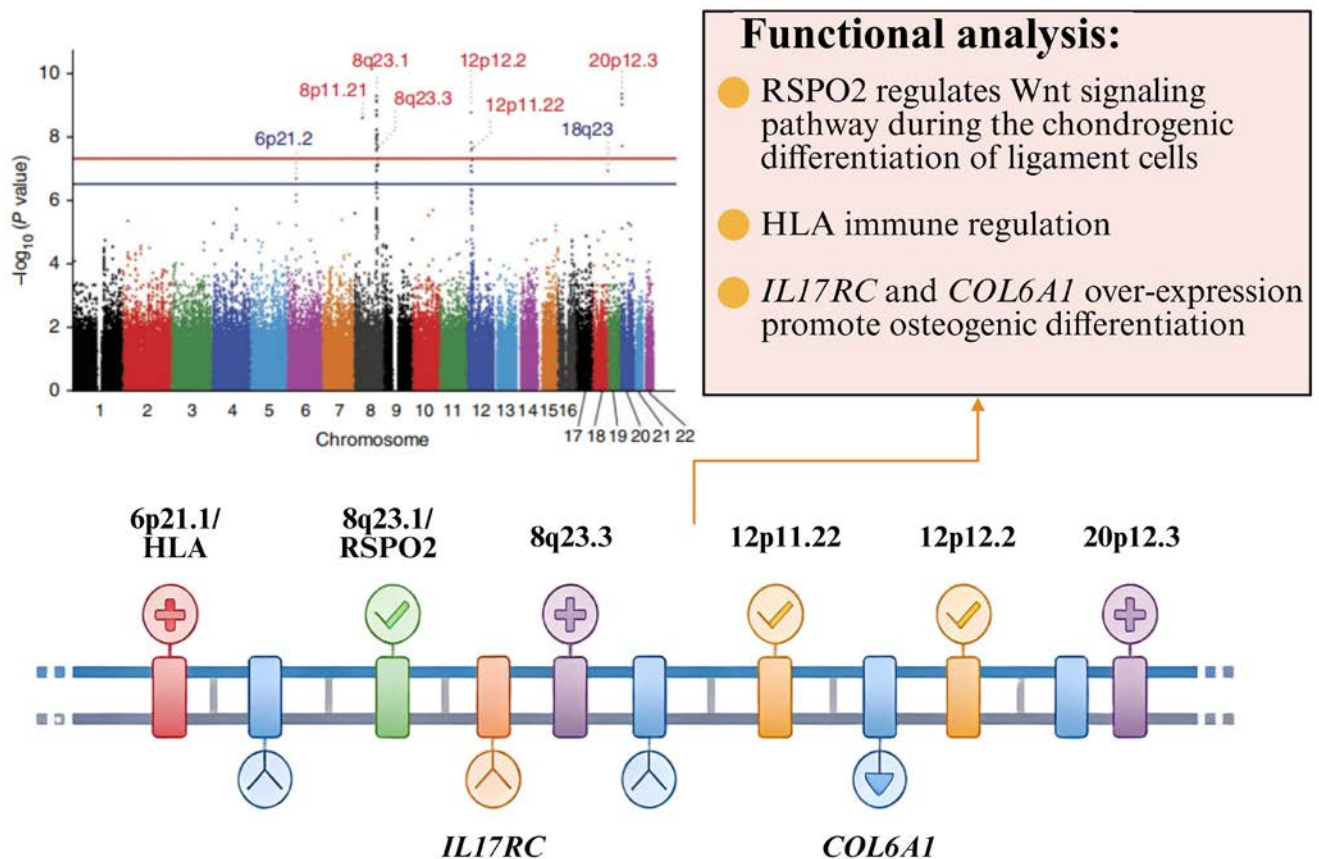 10
8
6
4
2
0
–log₁₀ (P value)
8q23.1
12p12.2
20p12.3
8p11.21
8q23.3
12p11.22
6p21.2
18q23
1 2 3 4 5 6 7 8 9 10 11 12 13 14 15 16
17 18 19 20 21 22
Chromosome
Functional analysis:
RSPO2 regulates Wnt signaling
pathway during the chondrogenic
differentiation of ligament cells
HLA immune regulation
IL17RC and COL6A1 over-expression
promote osteogenic differentiation
6p21.1/
HLA
8q23.1/
RSPO2
8q23.3
12p11.22
12p12.2
20p12.3
IL17RC
COL6A1